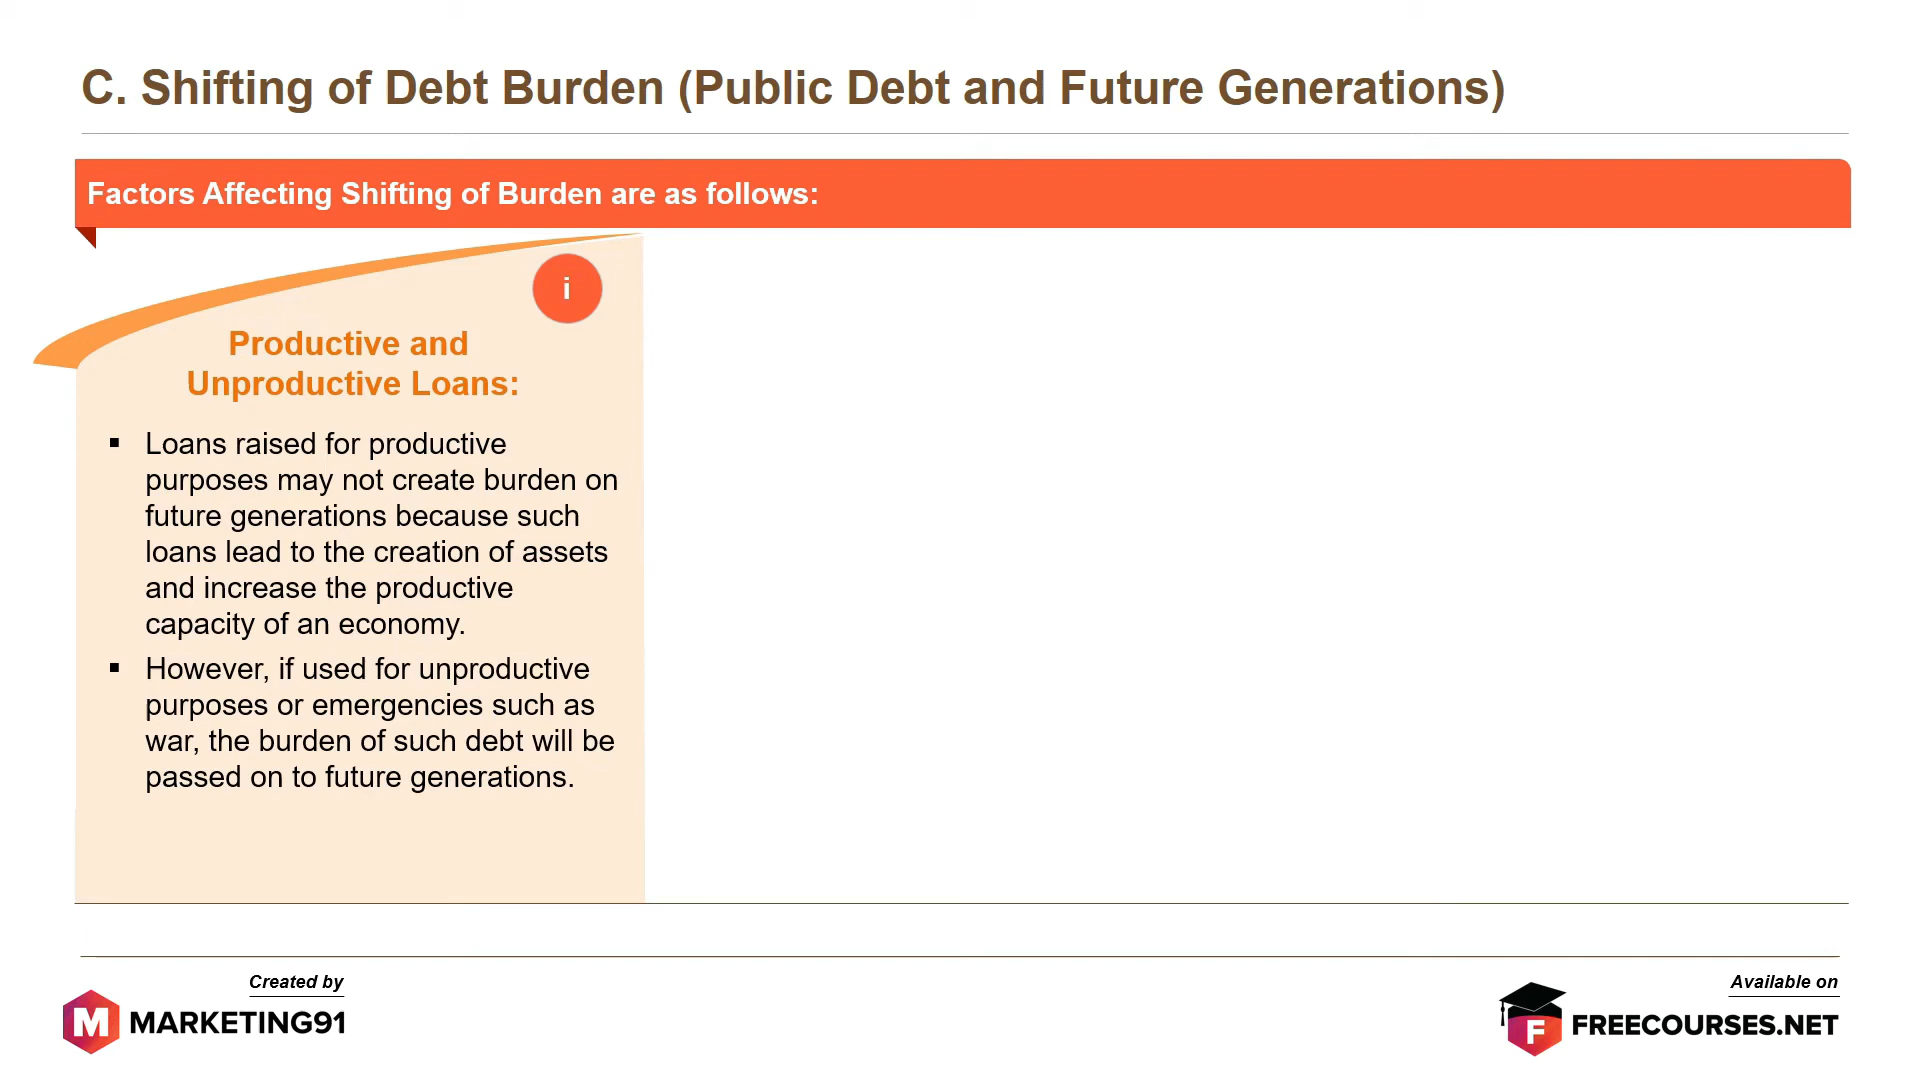 C. Shifting of Debt Burden (Public Debt and Future Generations)
Factors Affecting Shifting of Burden are as follows:
i
Productive and
Unproductive Loans:
▪ Loans raised for productive
purposes may not create burden on
future generations because such
loans lead to the creation of assets
and increase the productive
capacity of an economy.
▪ However, if used for unproductive
purposes or emergencies such as
war, the burden of such debt will be
passed on to future generations.
Created by
M MARKETING91
Available on
F FREECOURSES.NET